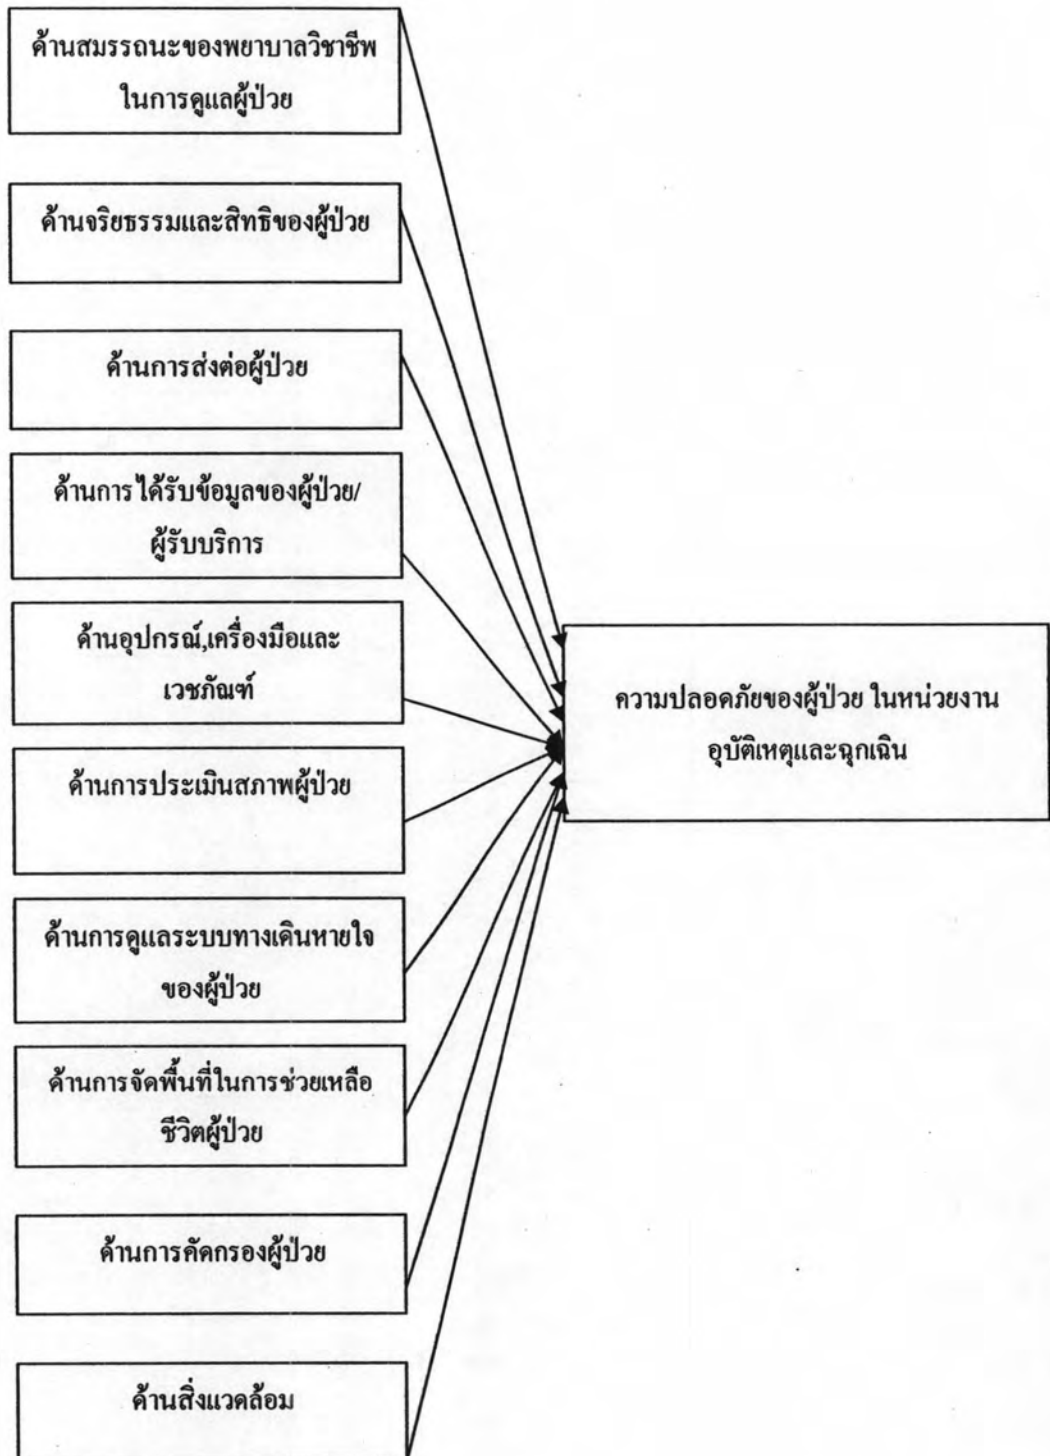 ด้านสมรรถนะของพยาบาลวิชาชีพ
ในการดูแลผู้ป่วย
ด้านจริยธรรมและสิทธิของผู้ป่วย
ด้านการส่งต่อผู้ป่วย
ด้านการได้รับข้อมูลของผู้ป่วย/
ผู้รับบริการ
ด้านอุปกรณ์,เครื่องมือและ
เวชภัณฑ์
ความปลอดภัยของผู้ป่วย ในหน่วยงาน
อุบัติเหตุและฉุกเฉิน
ด้านการประเมินสภาพผู้ป่วย
ด้านการดูแลระบบทางเดินหายใจ
ของผู้ป่วย
ด้านการจัดพื้นที่ในการช่วยเหลือ
ชีวิตผู้ป่วย
ด้านการคัดกรองผู้ป่วย
ด้านสิ่งแวดล้อม